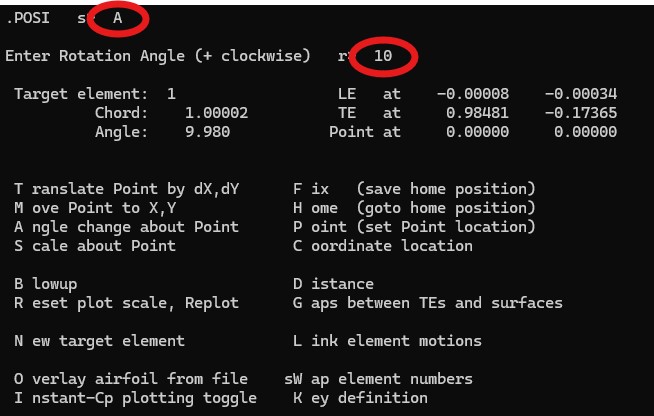 .POSI   s>   A
Enter Rotation Angle (+ clockwise)   r>   10
Target element:  1                  LE   at    -0.00008    -0.00034
Chord:    1.00002         TE   at     0.98481    -0.17365
Angle:    9.980           Point at     0.00000     0.00000
T ranslate Point by dX,dY      F ix   (save home position)
M ove Point to X,Y             H ome  (goto home position)
A ngle change about Point      P oint (set Point location)
S cale about Point             C oordinate location
B lowup                        D istance
R eset plot scale, Replot      G aps between TEs and surfaces
N ew target element            L ink element motions
O verlay airfoil from file    sW ap element numbers
I nstant-Cp plotting toggle    K ey definition